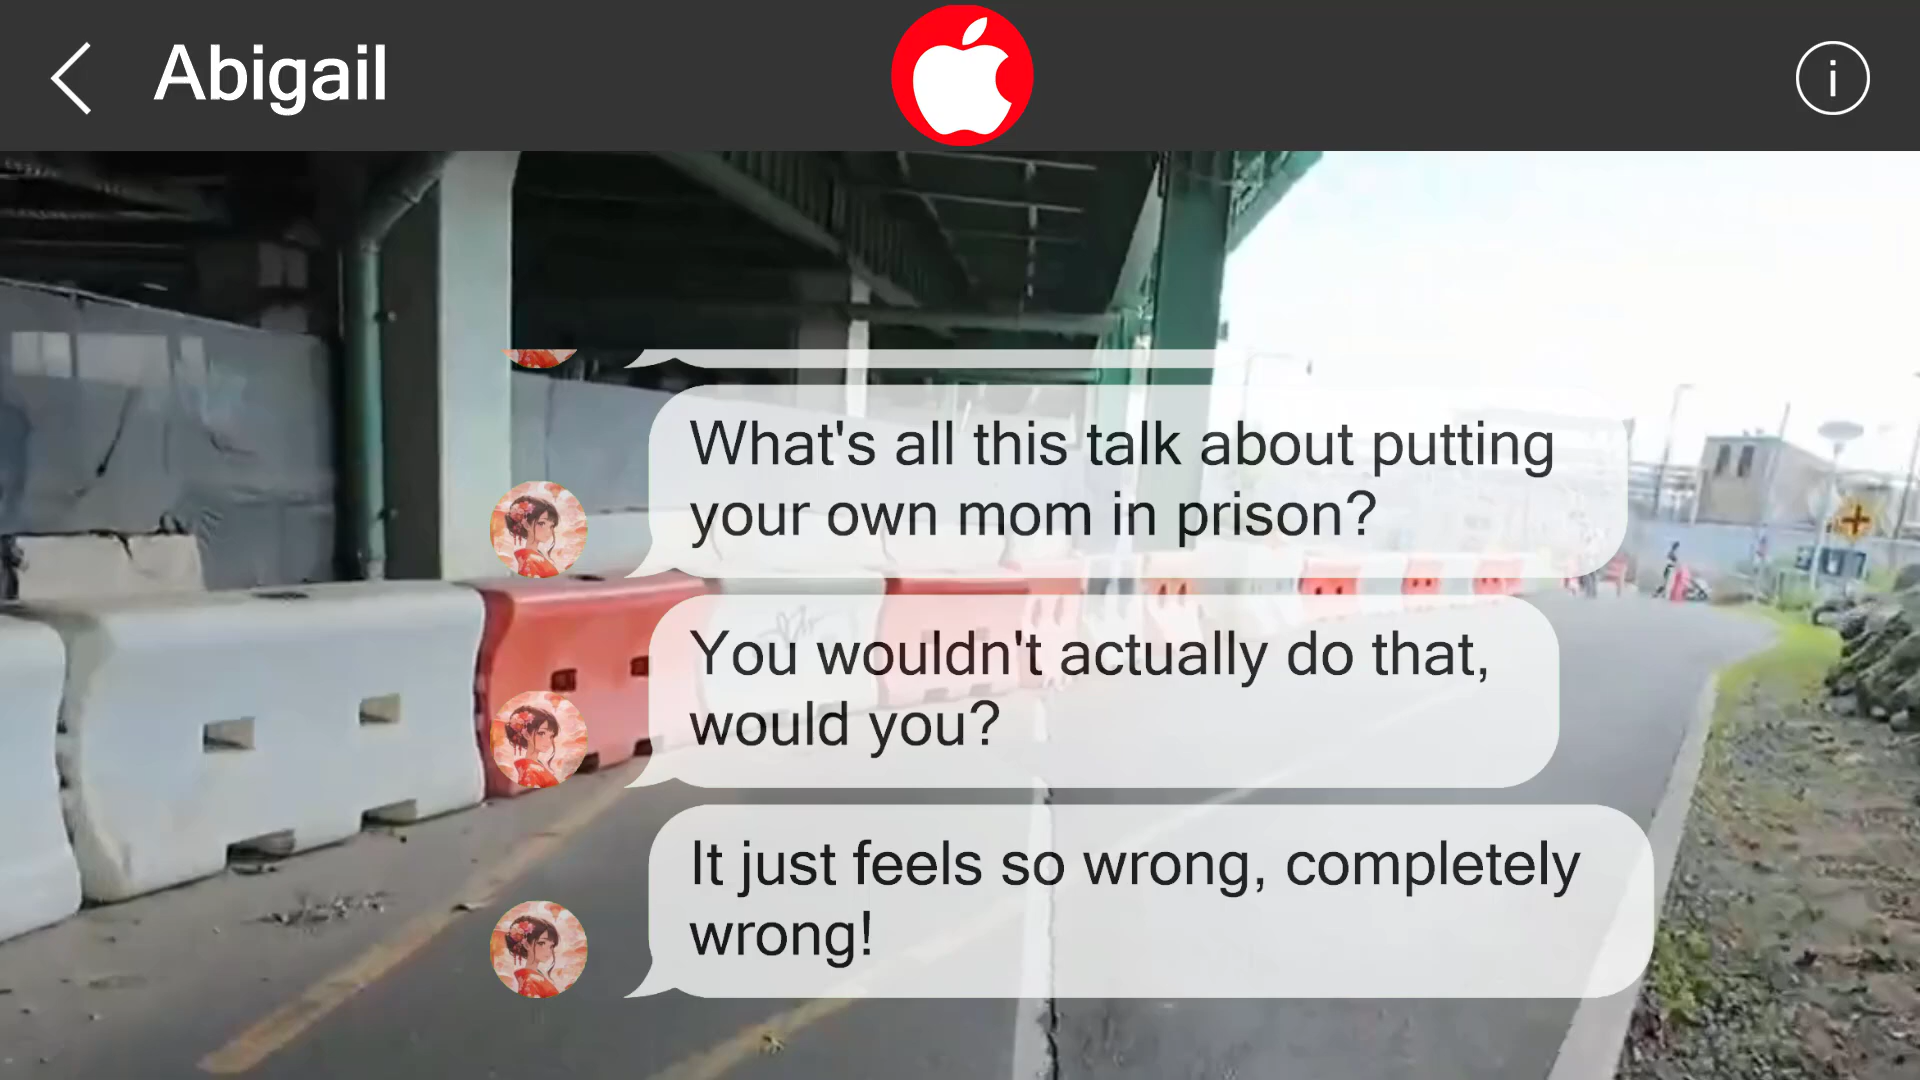 Abigail
What's all this talk about putting
your own mom in prison?
You wouldn't actually do that,
would you?
It just feels so wrong, completely
wrong!